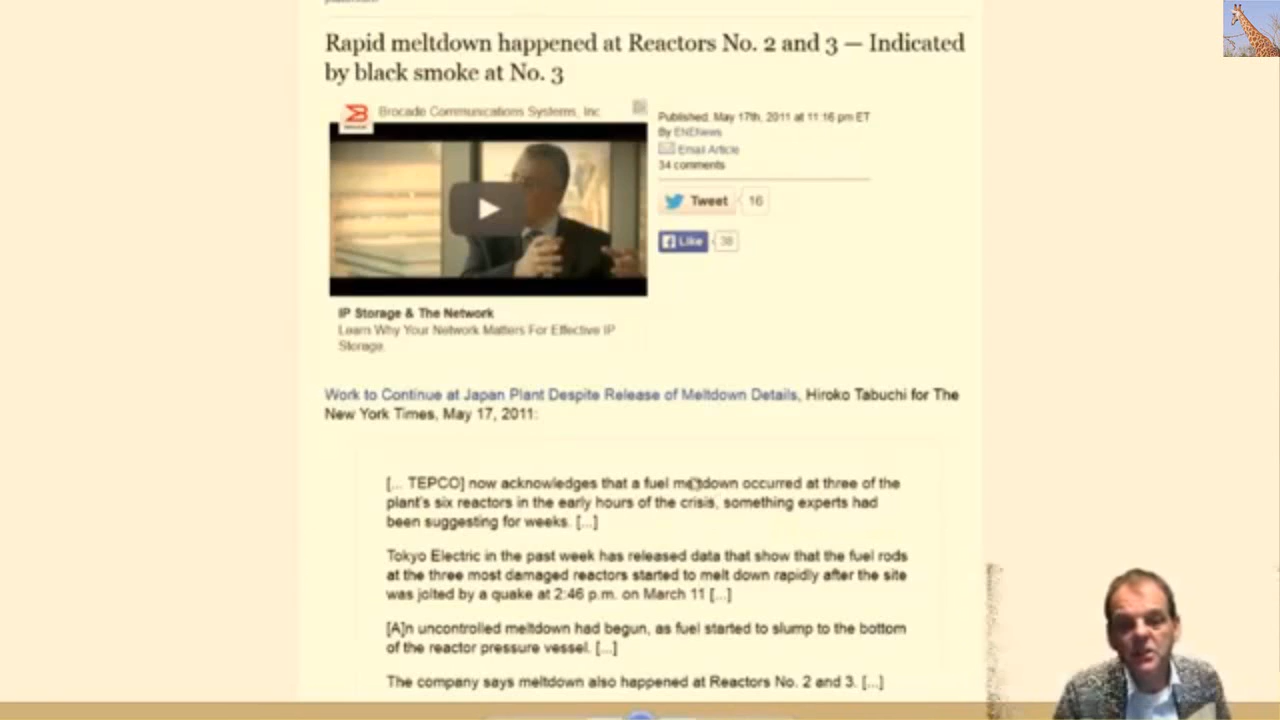 Rapid meltdown happened at Reactors No. 2 and 3 — Indicated
by black smoke at No. 3
Brocade Communications Systems, Inc
Published: May 17th, 2011 at 11:16 pm ET
By ENENews
Email Article
34 comments
Tweet 16
Like 38
IP Storage & The Network
Learn Why Your Network Matters For Effective IP
Storage.
Work to Continue at Japan Plant Despite Release of Meltdown Details, Hiroko Tabuchi for The
New York Times, May 17, 2011:
[... TEPCO] now acknowledges that a fuel meltdown occurred at three of the
plant's six reactors in the early hours of the crisis, something experts had
been suggesting for weeks. [...]
Tokyo Electric in the past week has released data that show that the fuel rods
at the three most damaged reactors started to melt down rapidly after the site
was jolted by a quake at 2:46 p.m. on March 11 [...]
[A]n uncontrolled meltdown had begun, as fuel started to slump to the bottom
of the reactor pressure vessel. [...]
The company says meltdown also happened at Reactors No. 2 and 3. [...]